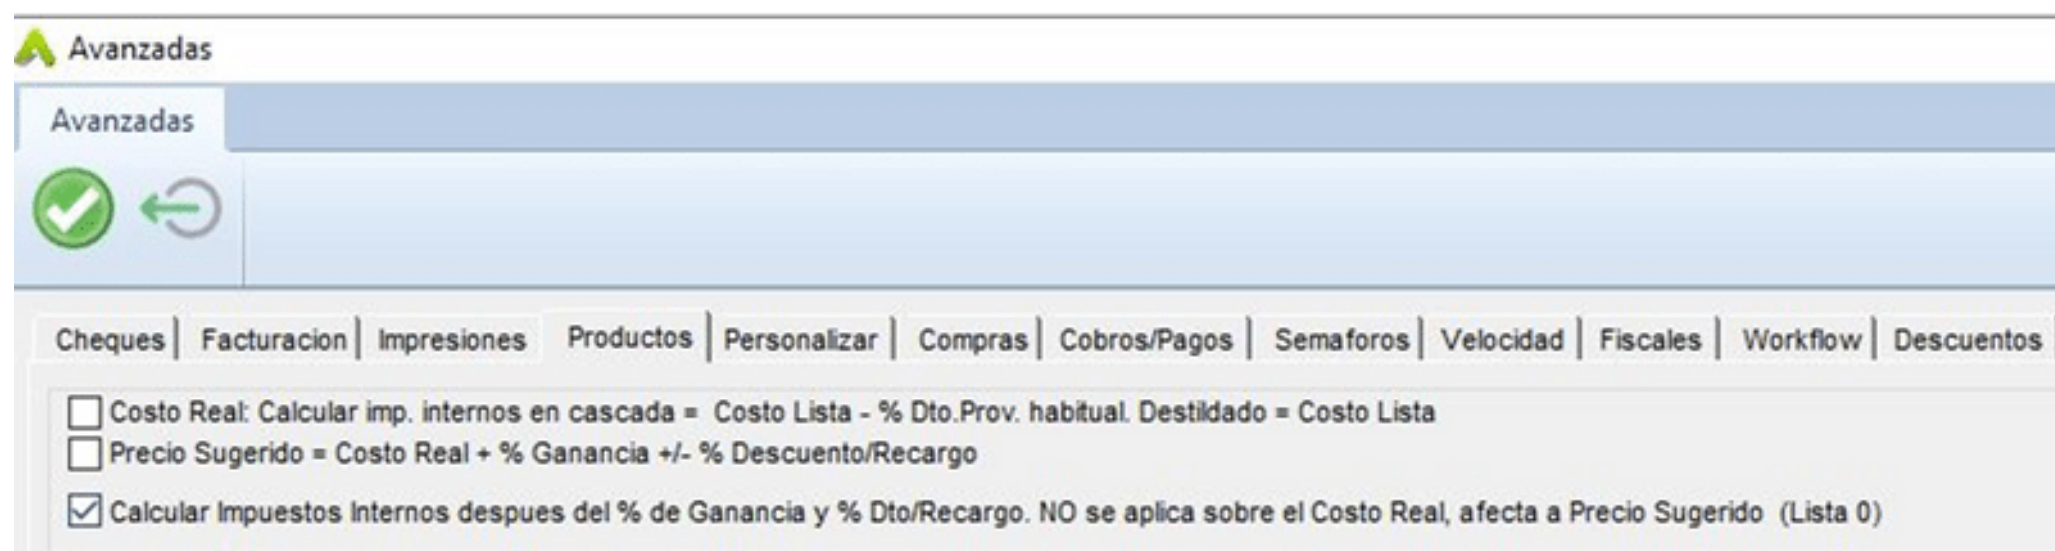 Avanzadas
Avanzadas
Cheques Facturacion Impresiones Productos Personalizar Compras Cobros/Pagos Semaforos Velocidad Fiscales Workflow Descuentos
Costo Real: Calcular imp. internos en cascada = Costo Lista - % Dto.Prov. habitual. Destildado = Costo Lista
Precio Sugerido = Costo Real + % Ganancia +/- % Descuento/Recargo
Calcular Impuestos Internos despues del % de Ganancia y % Dto/Recargo. NO se aplica sobre el Costo Real, afecta a Precio Sugerido (Lista 0)